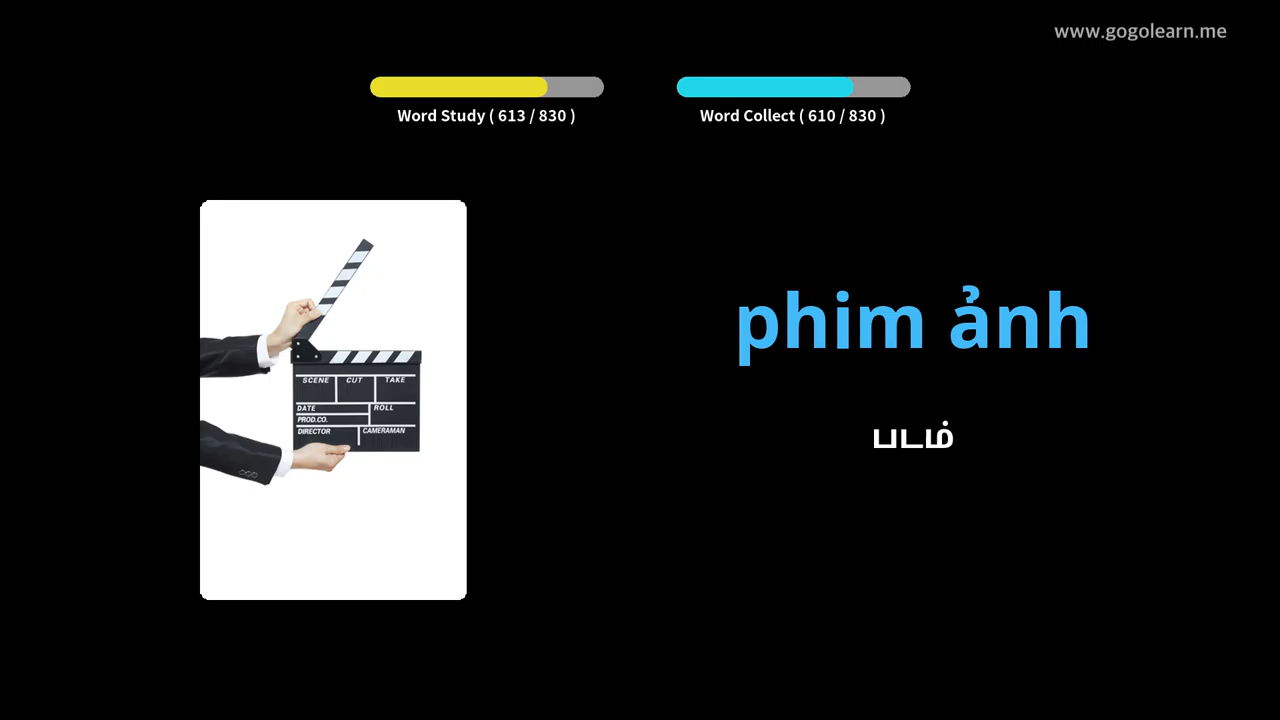 www.gogolearn.me
Word Study ( 613 / 830 )
Word Collect ( 610 / 830 )
SCENE CUT TAKE
DATE ROLL
PROD.CO.
DIRECTOR CAMERAMAN
phim ảnh
படம்